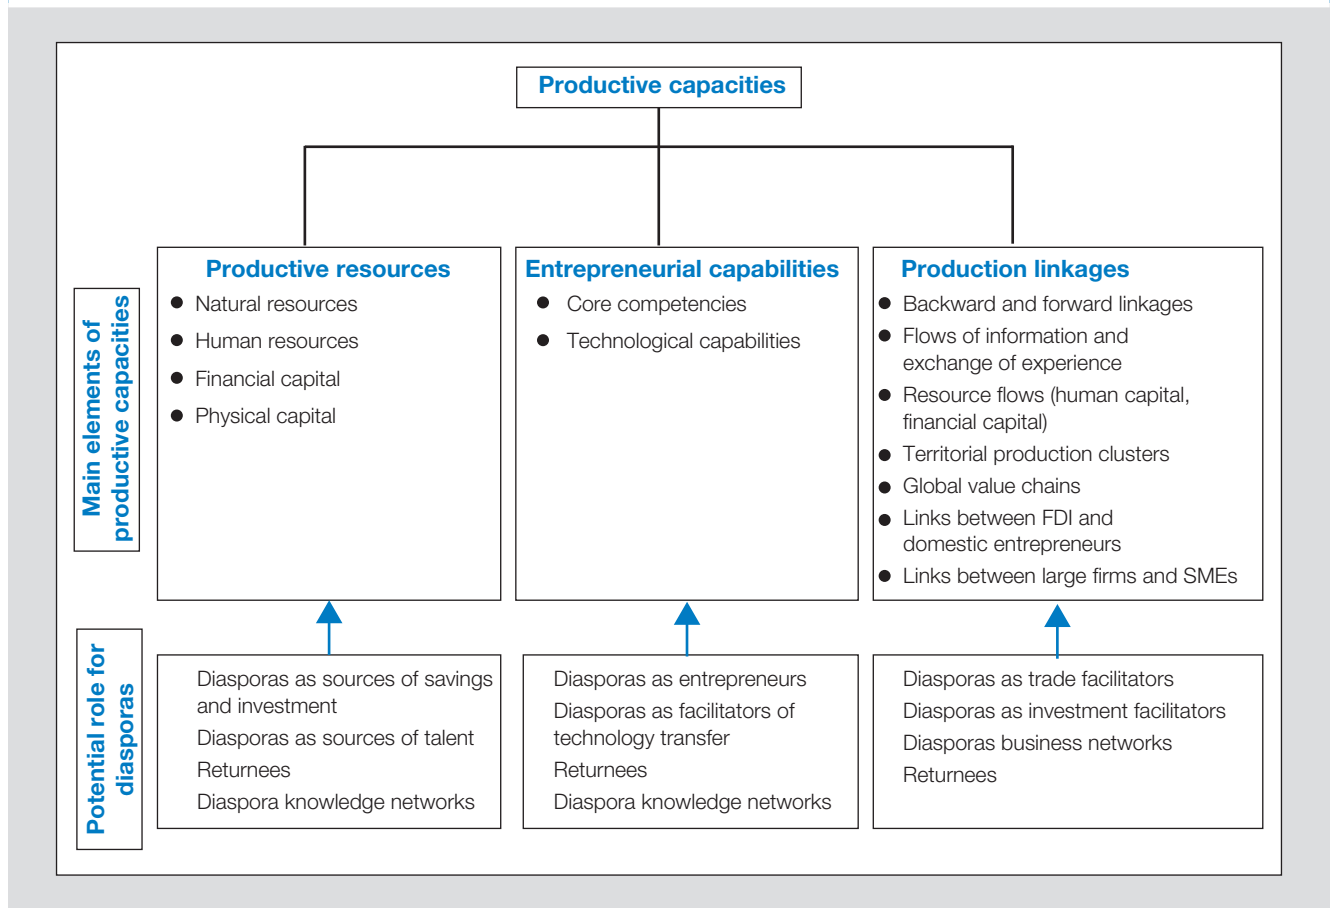 Productive capacities
Main elements of
productive capacities
Productive resources
● Natural resources
● Human resources
● Financial capital
● Physical capital
Entrepreneurial capabilities
● Core competencies
● Technological capabilities
Production linkages
● Backward and forward linkages
● Flows of information and
exchange of experience
● Resource flows (human capital,
financial capital)
● Territorial production clusters
● Global value chains
● Links between FDI and
domestic entrepreneurs
● Links between large firms and SMEs
Potential role for
diasporas
Diasporas as sources of savings
and investment
Diasporas as sources of talent
Returnees
Diaspora knowledge networks
Diasporas as entrepreneurs
Diasporas as facilitators of
technology transfer
Returnees
Diaspora knowledge networks
Diasporas as trade facilitators
Diasporas as investment facilitators
Diasporas business networks
Returnees